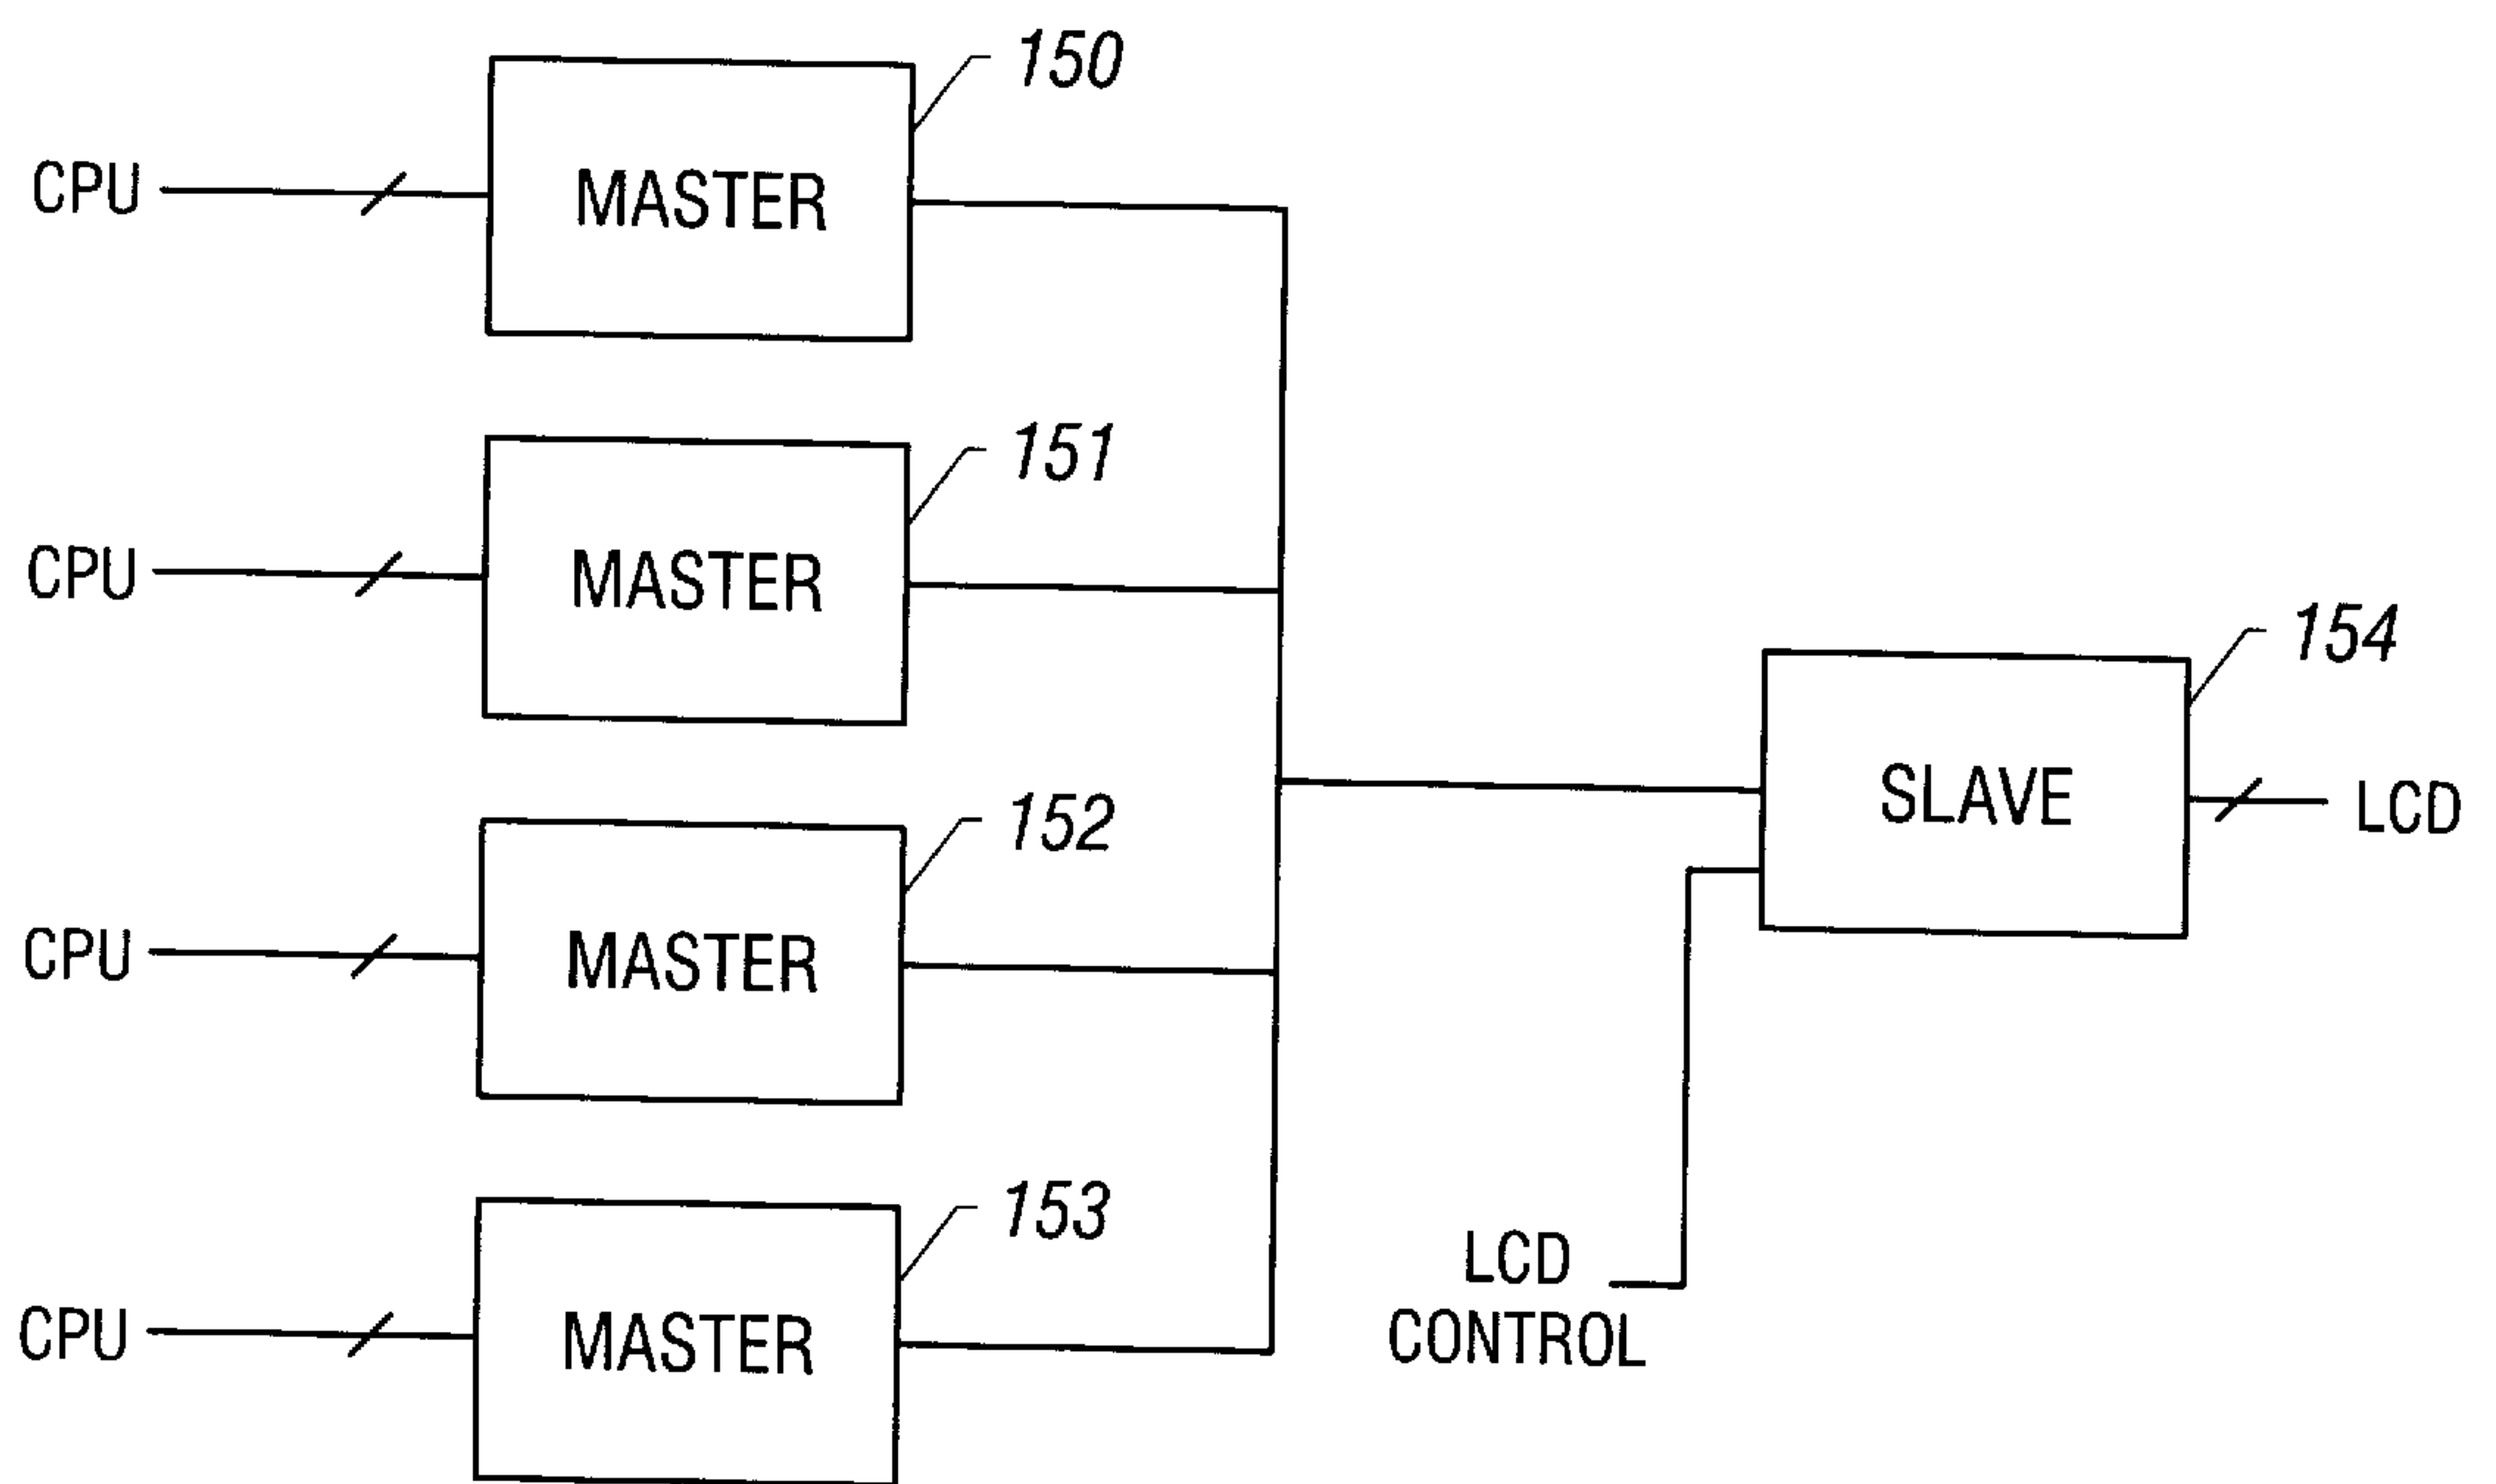 150
CPU
MASTER
151
CPU
MASTER
154
SLAVE
LCD
152
CPU
MASTER
153
LCD
CONTROL
CPU
MASTER